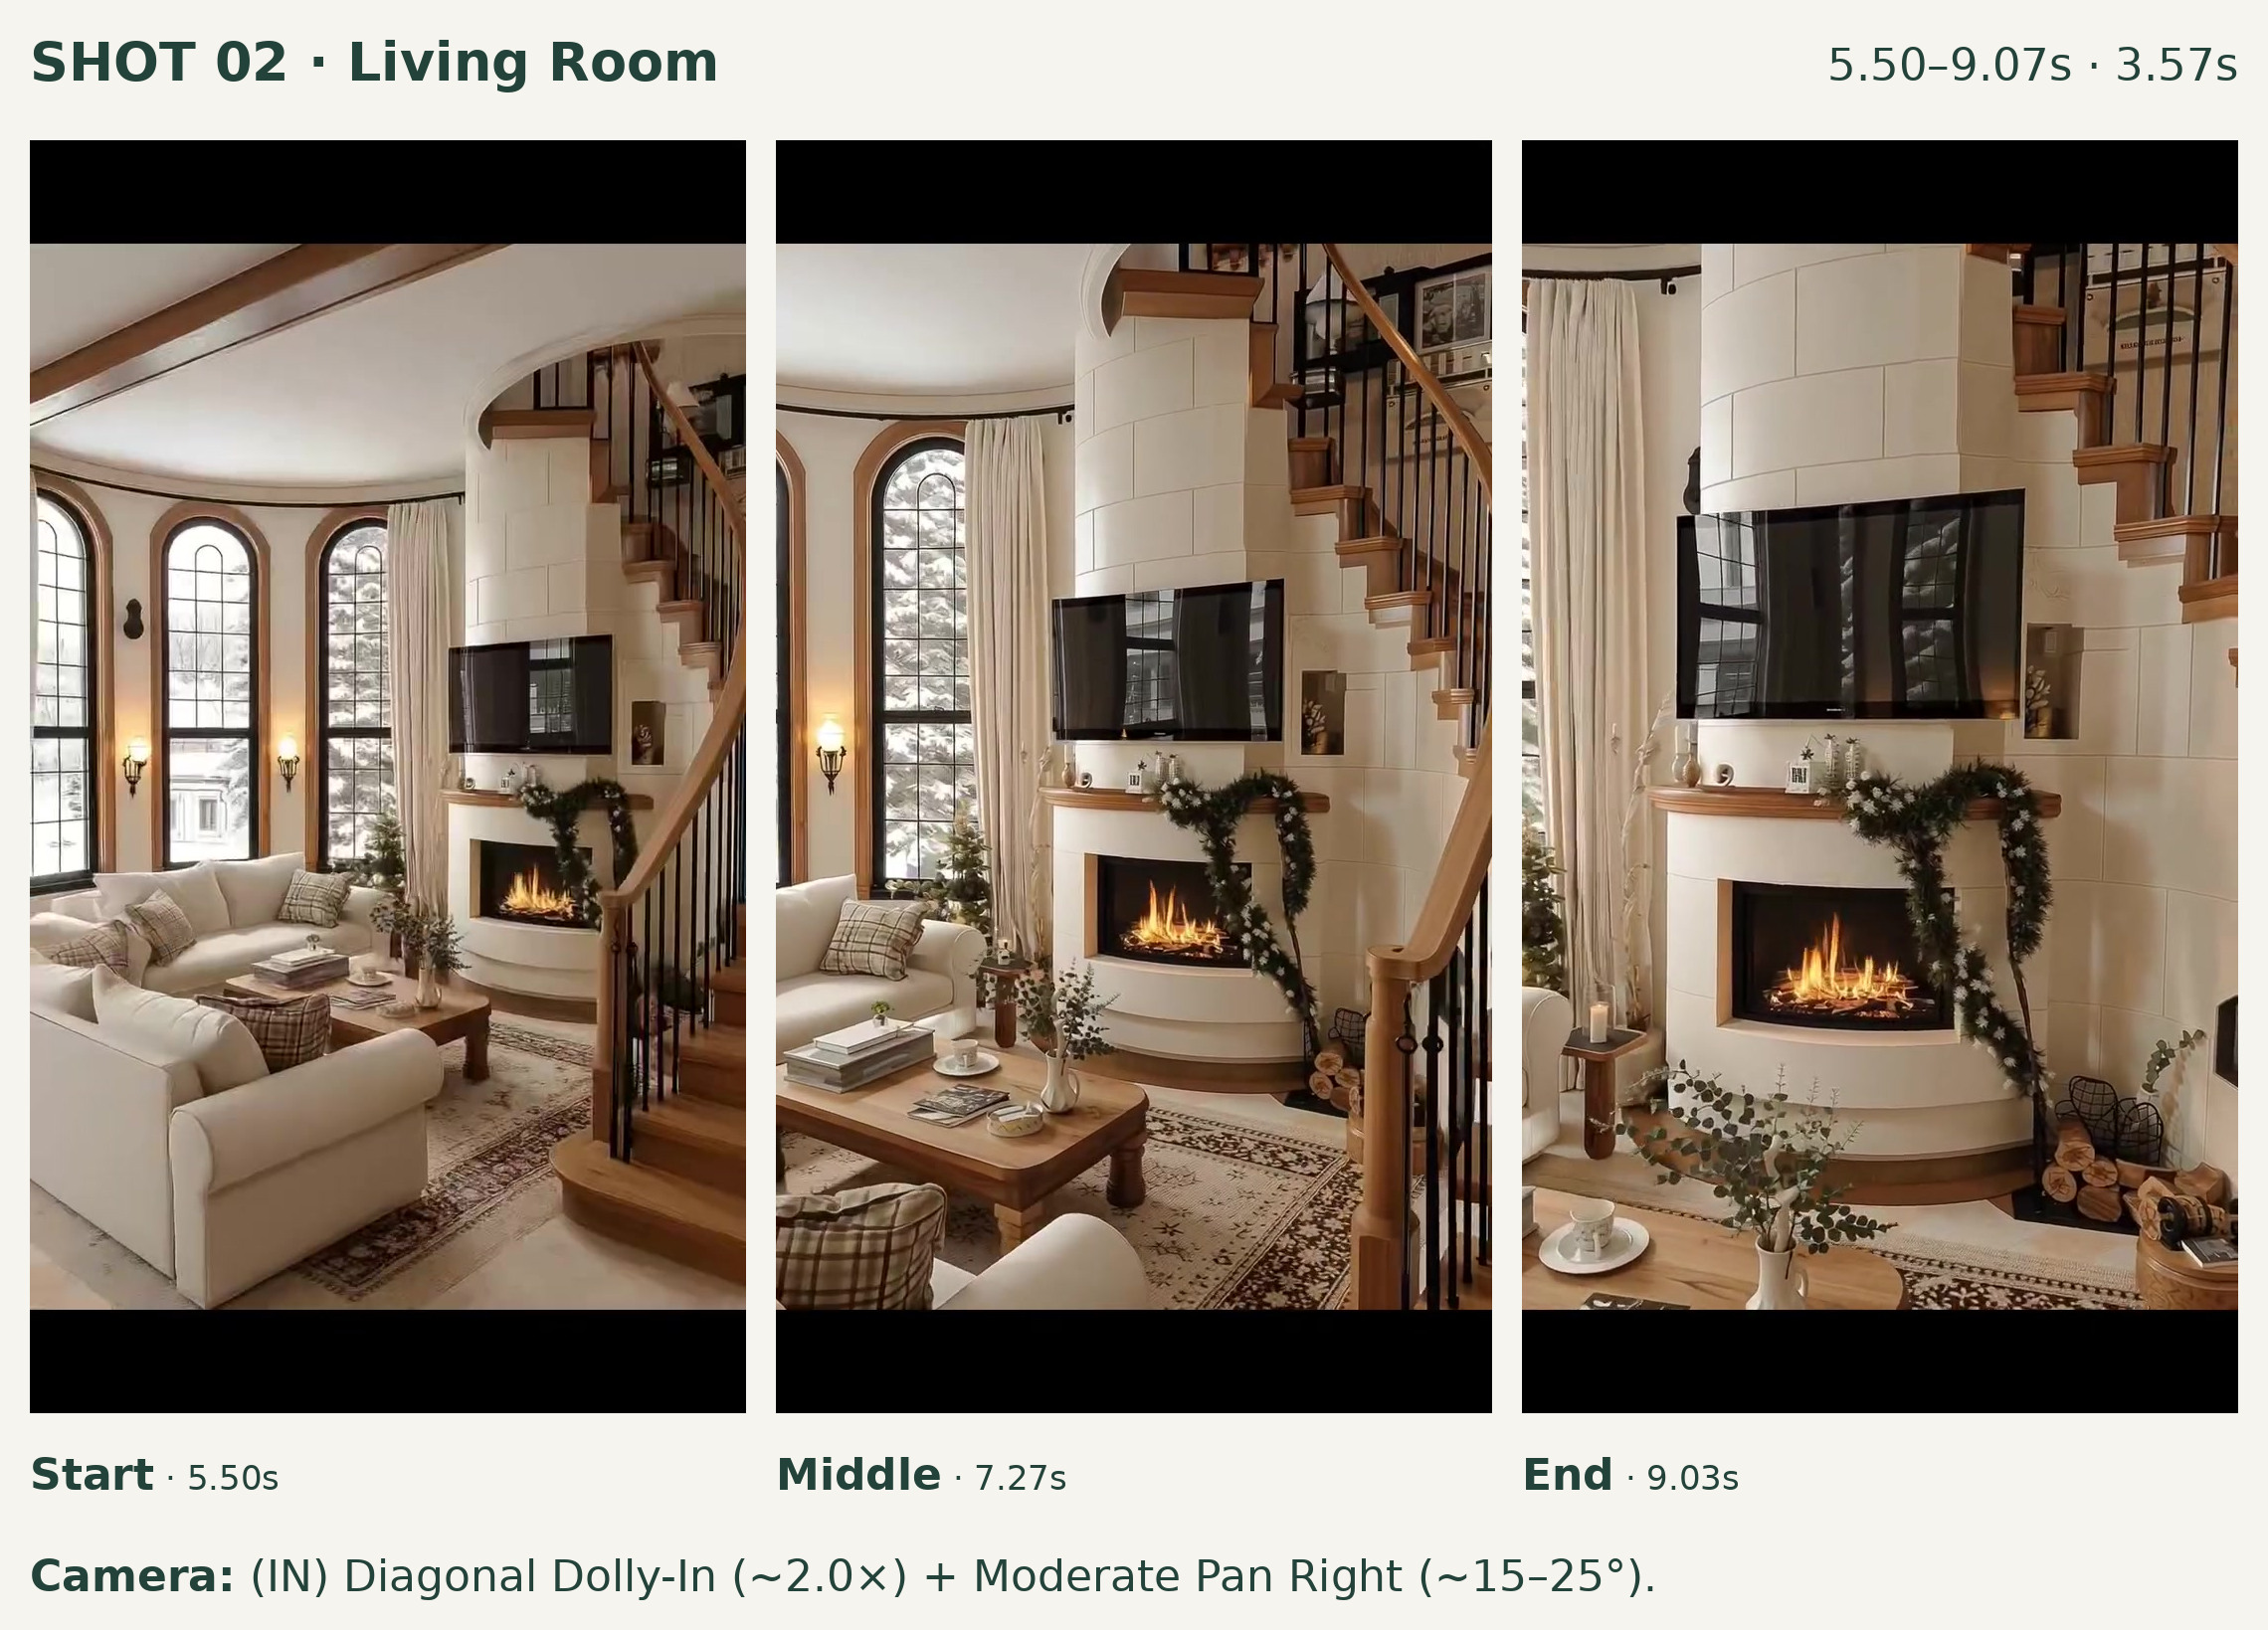 SHOT 02 · Living Room
5.50–9.07s · 3.57s
Start · 5.50s
Middle · 7.27s
End · 9.03s
Camera: (IN) Diagonal Dolly-In (~2.0×) + Moderate Pan Right (~15–25°).